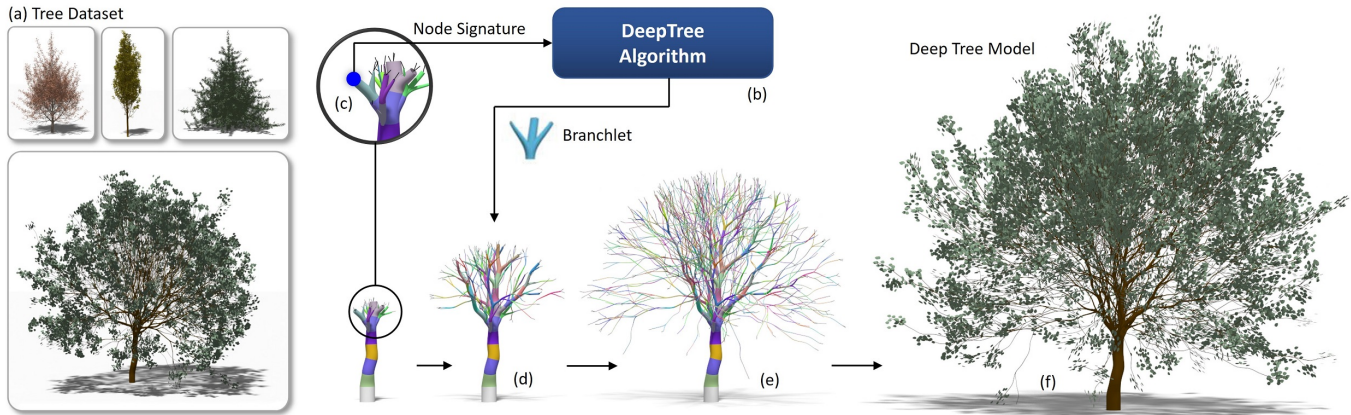 (a) Tree Dataset
Node Signature
DeepTree
Algorithm
(b)
(c)
Branchlet
Deep Tree Model
(d)
(e)
(f)